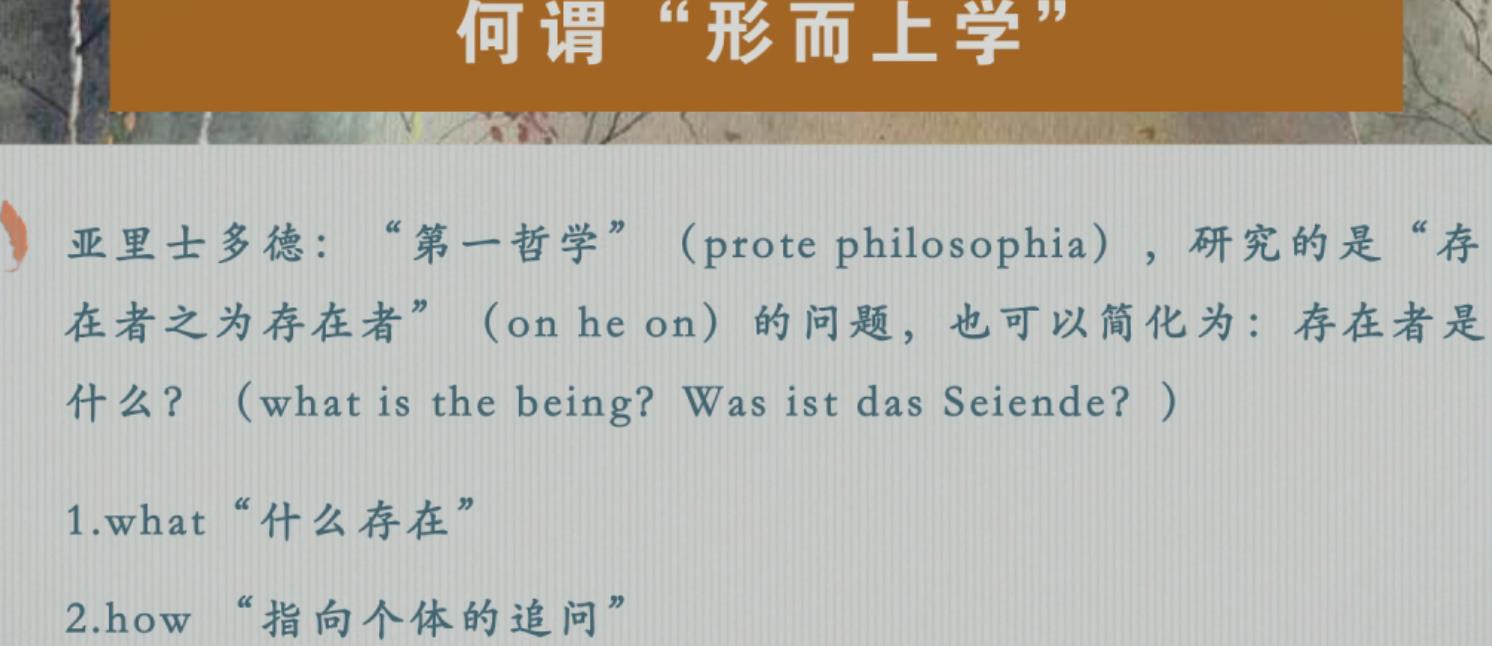 何谓“形而上学”
亚里士多德：“第一哲学”（prote philosophia），研究的是“存
在者之为存在者”（on he on）的问题，也可以简化为：存在者是
什么？（what is the being? Was ist das Seiende? ）
1.what “什么存在”
2.how “指向个体的追问”